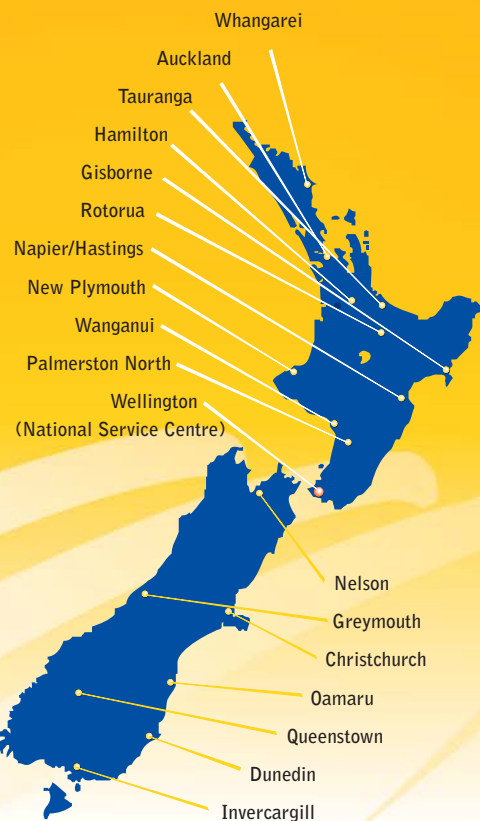 Whangarei
Auckland
Tauranga
Hamilton
Gisborne
Rotorua
Napier/Hastings
New Plymouth
Wanganui
Palmerston North
Wellington
(National Service Centre)
Nelson
Greymouth
Christchurch
Oamaru
Queenstown
Dunedin
Invercargill